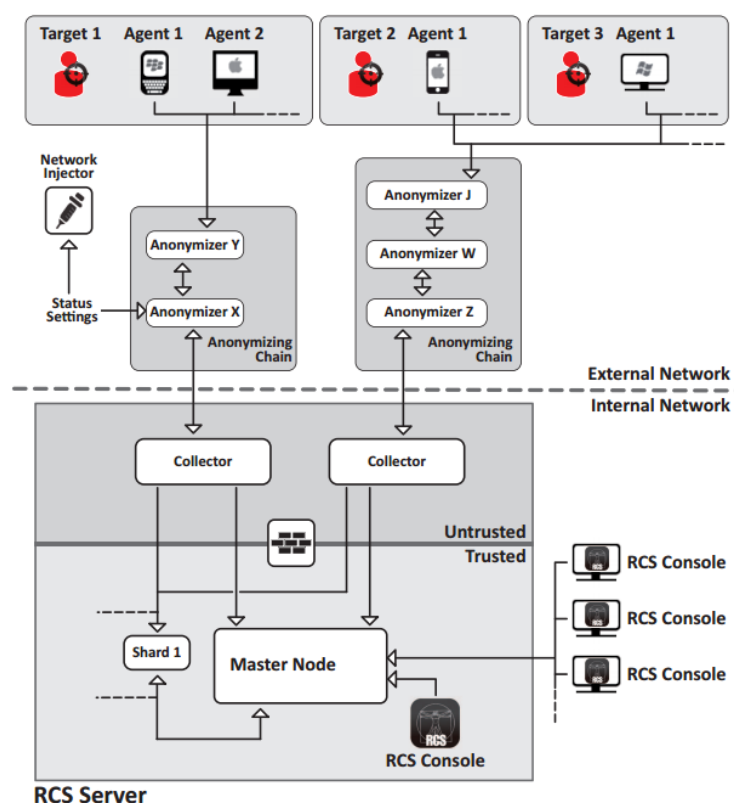 Target 1 Agent 1 Agent 2
Target 2 Agent 1
Target 3 Agent 1
Network
Injector
Status
Settings
Anonymizer Y
Anonymizer X
Anonymizing
Chain
Anonymizer J
Anonymizer W
Anonymizer Z
Anonymizing
Chain
External Network
Internal Network
Collector
Collector
Untrusted
Trusted
RCS Console
RCS Console
RCS Console
Shard 1
Master Node
RCS
RCS Console
RCS Server